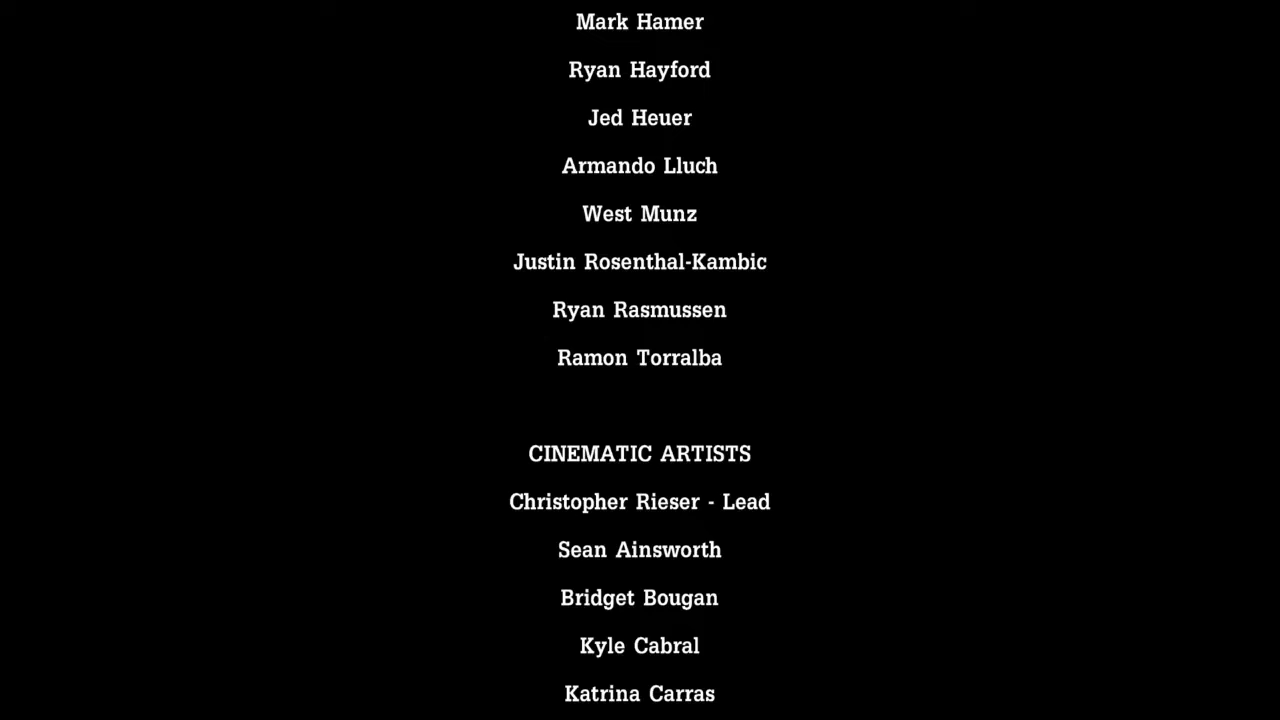 Mark Hamer
Ryan Hayford
Jed Heuer
Armando Lluch
West Munz
Justin Rosenthal-Kambic
Ryan Rasmussen
Ramon Torralba
CINEMATIC ARTISTS
Christopher Rieser - Lead
Sean Ainsworth
Bridget Bougan
Kyle Cabral
Katrina Carras